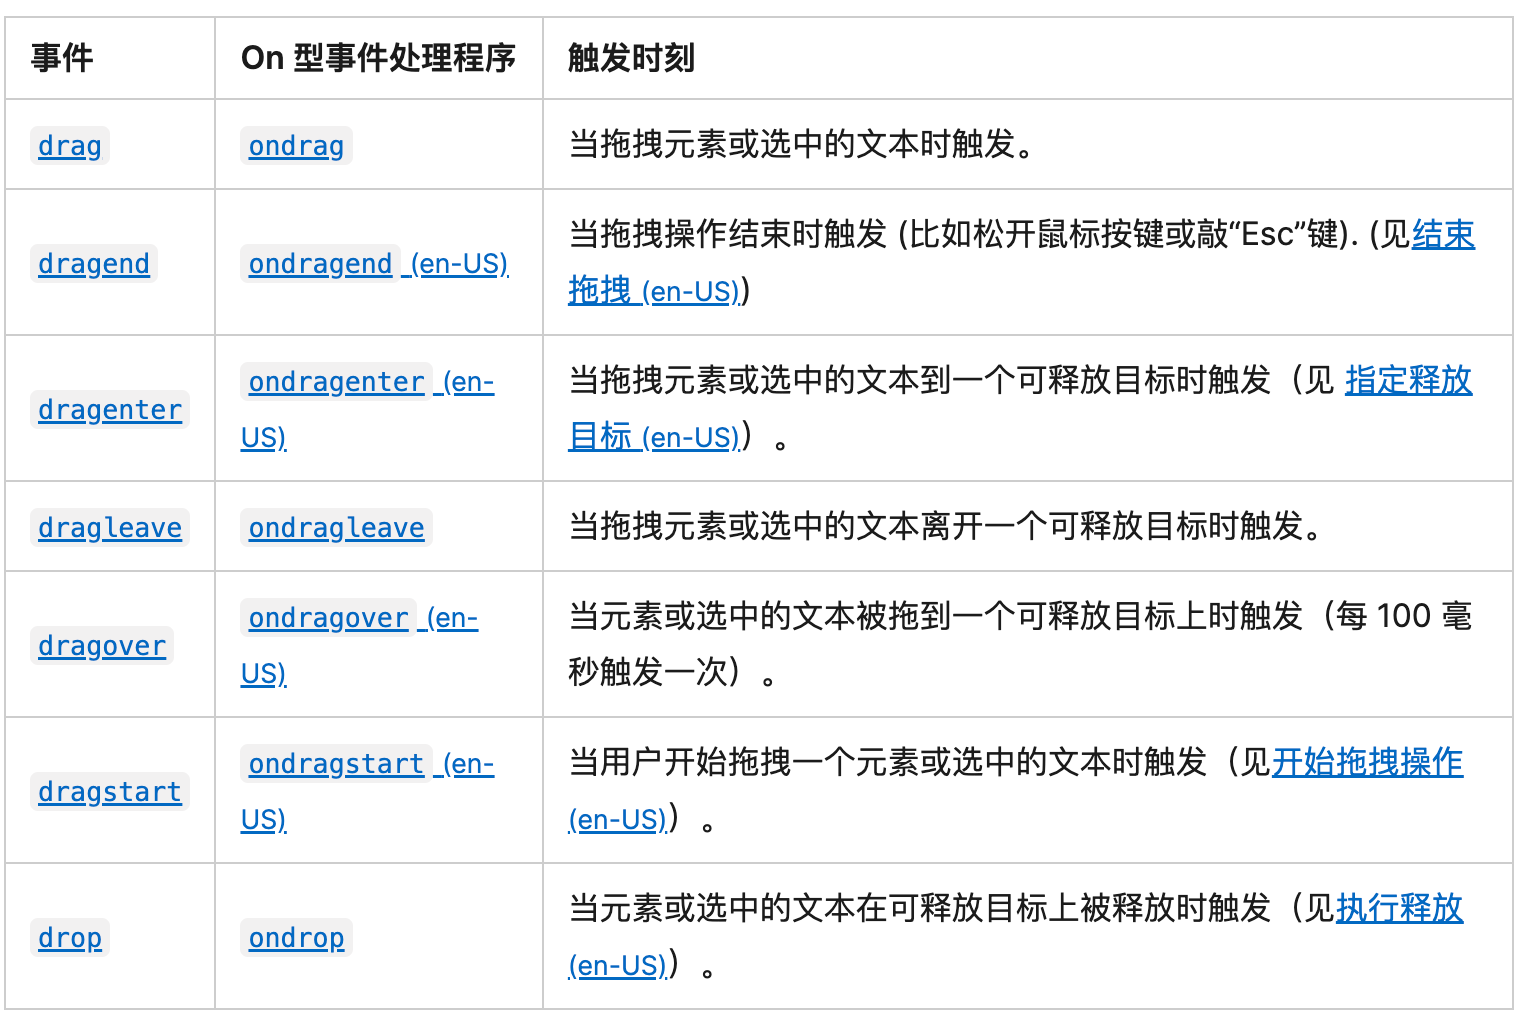 事件 On 型事件处理程序 触发时刻
drag ondrag 当拖拽元素或选中的文本时触发。
dragend ondragend (en-US) 当拖拽操作结束时触发 (比如松开鼠标按键或敲“Esc”键). (见结束
拖拽 (en-US))
dragenter ondragenter (en-
US) 当拖拽元素或选中的文本到一个可释放目标时触发（见 指定释放
目标 (en-US)）。
dragleave ondragleave 当拖拽元素或选中的文本离开一个可释放目标时触发。
dragover ondragover (en-
US) 当元素或选中的文本被拖到一个可释放目标上时触发（每 100 毫
秒触发一次）。
dragstart ondragstart (en-
US) 当用户开始拖拽一个元素或选中的文本时触发（见开始拖拽操作
(en-US)）。
drop ondrop 当元素或选中的文本在可释放目标上被释放时触发（见执行释放
(en-US)）。